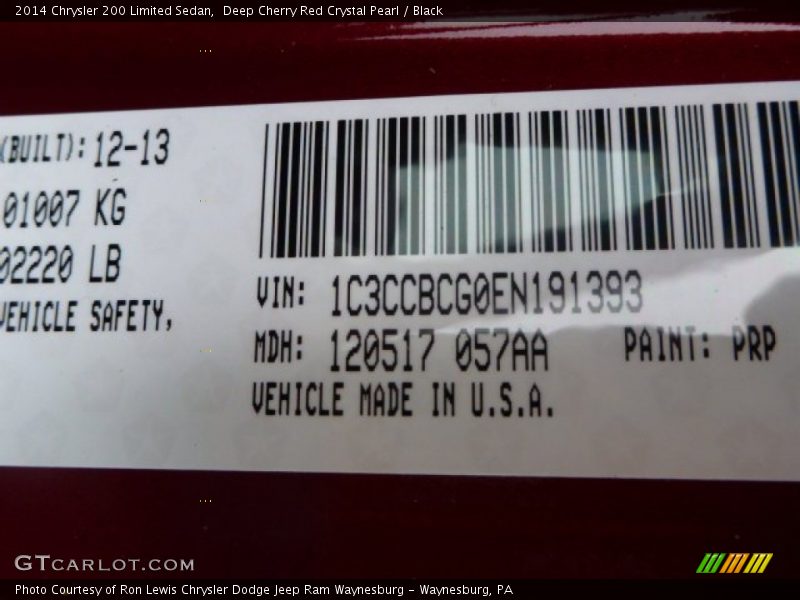 2014 Chrysler 200 Limited Sedan,  Deep Cherry Red Crystal Pearl / Black
(BUILT): 12-13
01007 KG
02220 LB
VEHICLE SAFETY,
VIN: 1C3CCBCG0EN191393
MDH: 120517 057AA PAINT: PRP
VEHICLE MADE IN U.S.A.
GTCARLOT.COM
Photo Courtesy of Ron Lewis Chrysler Dodge Jeep Ram Waynesburg - Waynesburg, PA